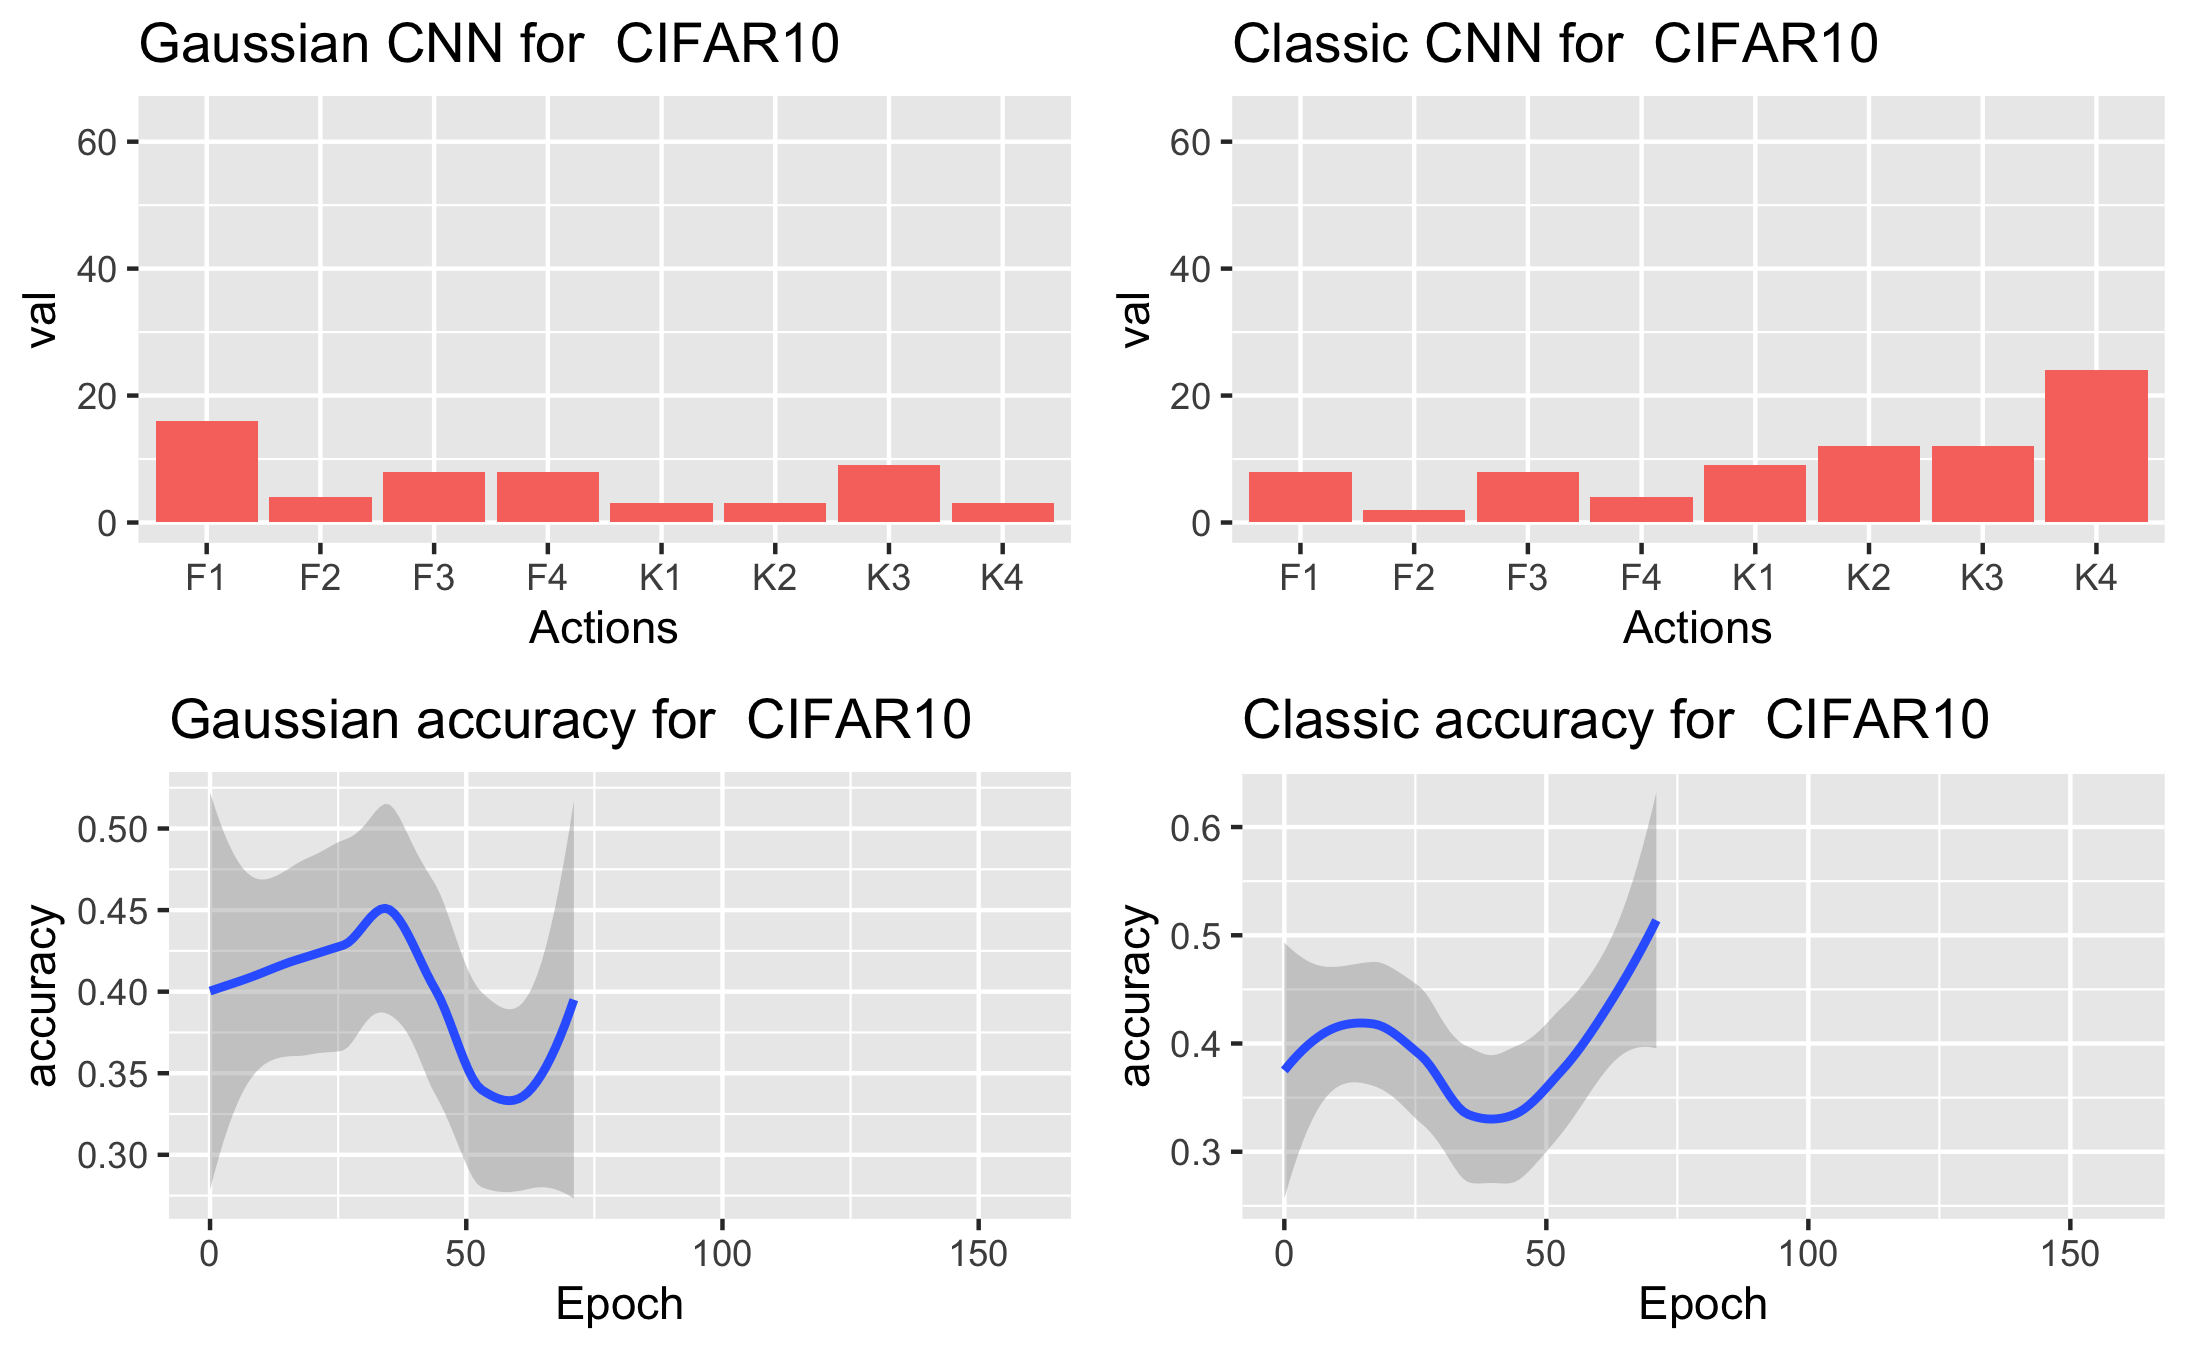 Gaussian CNN for  CIFAR10
60
40
20
0
val
F1 F2 F3 F4 K1 K2 K3 K4
Actions
Classic CNN for  CIFAR10
60
40
20
0
val
F1 F2 F3 F4 K1 K2 K3 K4
Actions
Gaussian accuracy for  CIFAR10
0.50
0.45
0.40
0.35
0.30
accuracy
0 50 100 150
Epoch
Classic accuracy for  CIFAR10
0.6
0.5
0.4
0.3
accuracy
0 50 100 150
Epoch